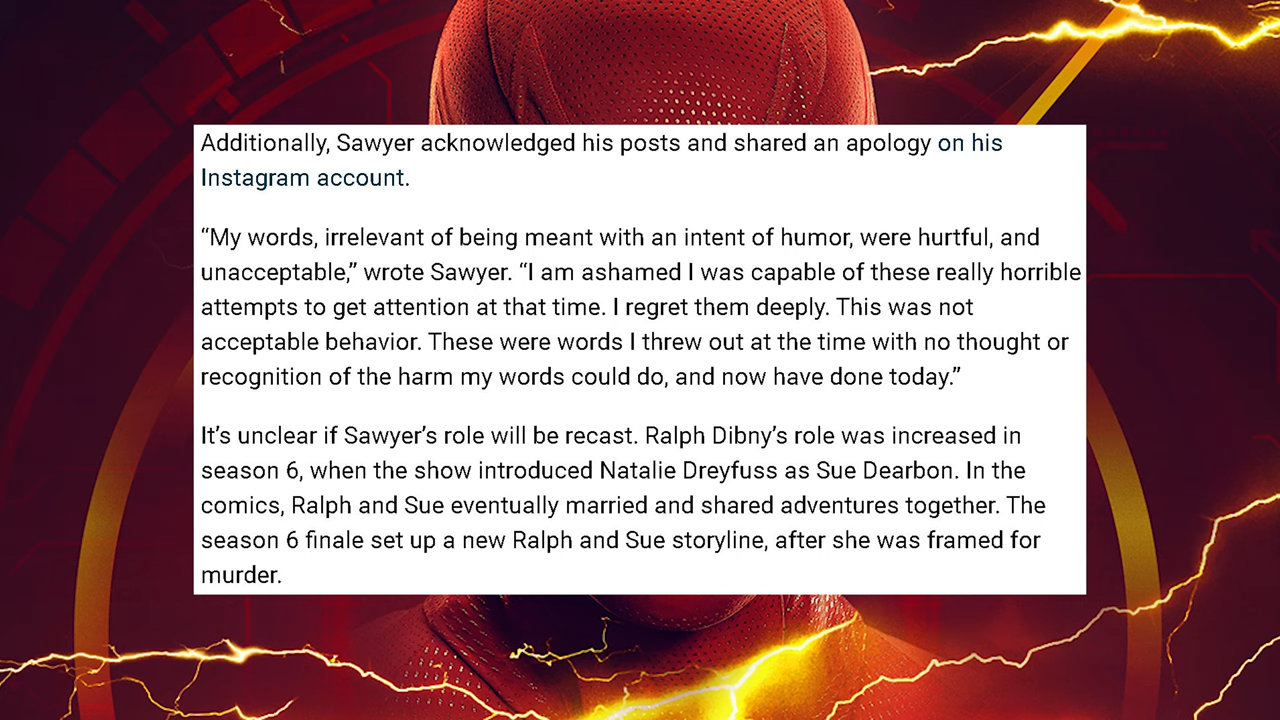 Additionally, Sawyer acknowledged his posts and shared an apology on his
Instagram account.
“My words, irrelevant of being meant with an intent of humor, were hurtful, and
unacceptable,” wrote Sawyer. “I am ashamed I was capable of these really horrible
attempts to get attention at that time. I regret them deeply. This was not
acceptable behavior. These were words I threw out at the time with no thought or
recognition of the harm my words could do, and now have done today.”
It’s unclear if Sawyer’s role will be recast. Ralph Dibny’s role was increased in
season 6, when the show introduced Natalie Dreyfuss as Sue Dearbon. In the
comics, Ralph and Sue eventually married and shared adventures together. The
season 6 finale set up a new Ralph and Sue storyline, after she was framed for
murder.